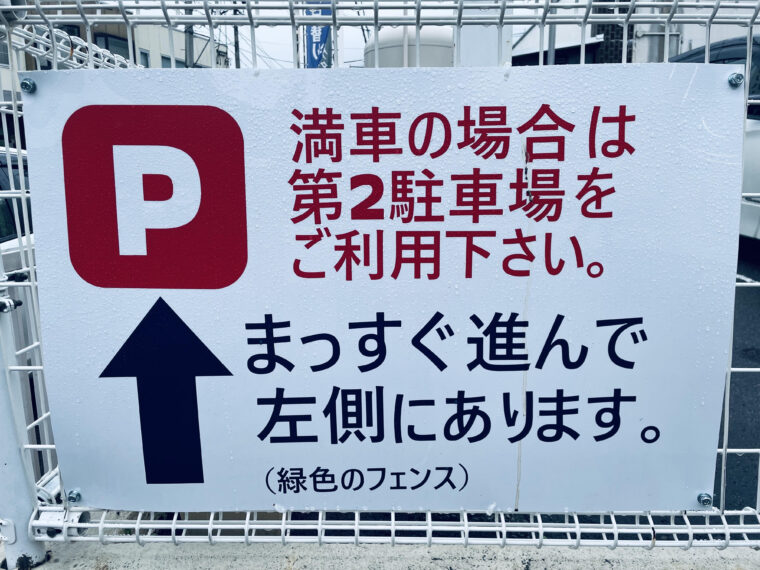 P
満車の場合は
第2駐車場を
ご利用下さい。
まっすぐ進んで
左側にあります。
（緑色のフェンス）